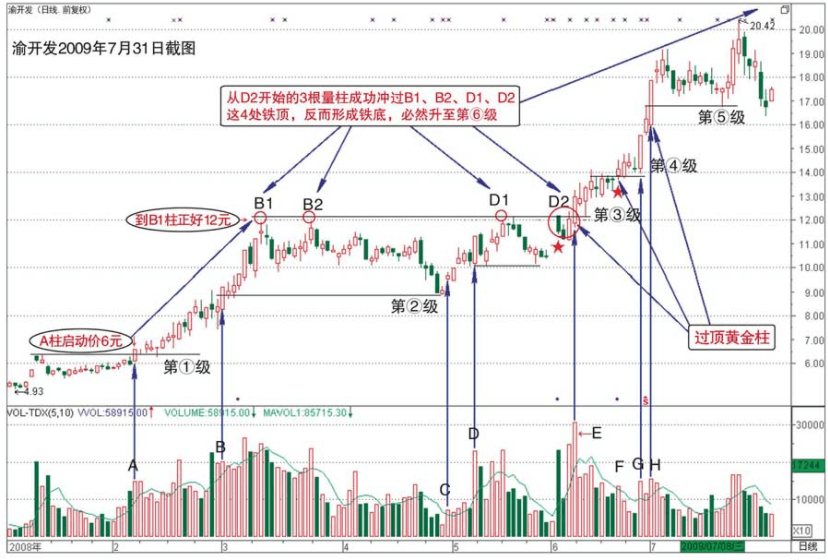 渝开发 (日线.前复权)
渝开发2009年7月31日截图
20.42
20.00
19.00
18.00
17.00
16.00
15.00
14.00
13.00
12.00
11.00
10.00
9.00
8.00
7.00
6.00
从D2开始的3根量柱成功冲过B1、B2、D1、D2
这4处铁顶，反而形成铁底，必然升至第⑥级
第⑤级
第④级
B1
B2
D1
D2
到B1柱正好12元
第③级
第②级
A柱启动价6元
第①级
过顶黄金柱
4.93
VOL-TDX(5,10) VVOL:58915.00↑ VOLUME:58915.00↓ MAVOL1:85715.30↓
A
B
C
D
E
F
G
H
30000
17244
10000
X10
2008年
2
3
4
5
6
7
2009/07/08(三)
日线